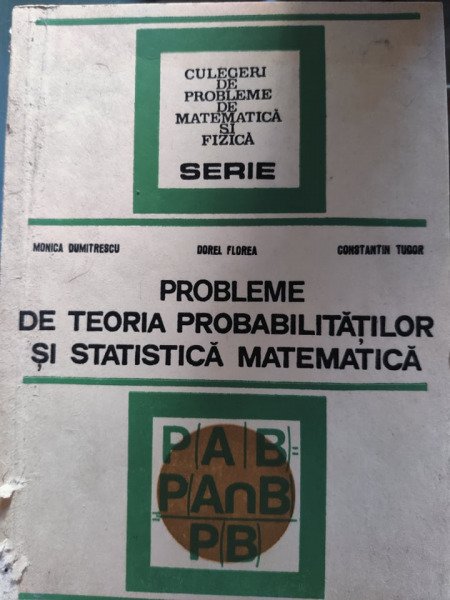 CULEGERI
DE
PROBLEME
DE
MATEMATICĂ
ȘI
FIZICĂ
SERIE
MONICA DUMITRESCU DOREL FLOREA CONSTANTIN TUDOR
PROBLEME
DE TEORIA PROBABILITĂȚILOR
ȘI STATISTICĂ MATEMATICĂ
P(A|B)=
=P(A∩B)
P(B)